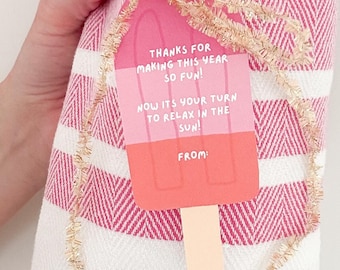 THANKS FOR
MAKING THIS YEAR
SO FUN!
NOW ITS YOUR TURN
TO RELAX IN THE
SUN!
FROM: